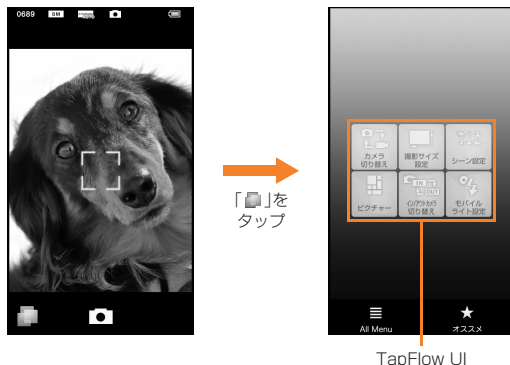 0689 8M
「 」を
タップ
カメラ
切り替え
撮影サイズ
設定
シーン設定
ピクチャー
IN
OUT
イン/アウトカメラ
切り替え
モバイル
ライト設定
All Menu
オススメ
TapFlow UI